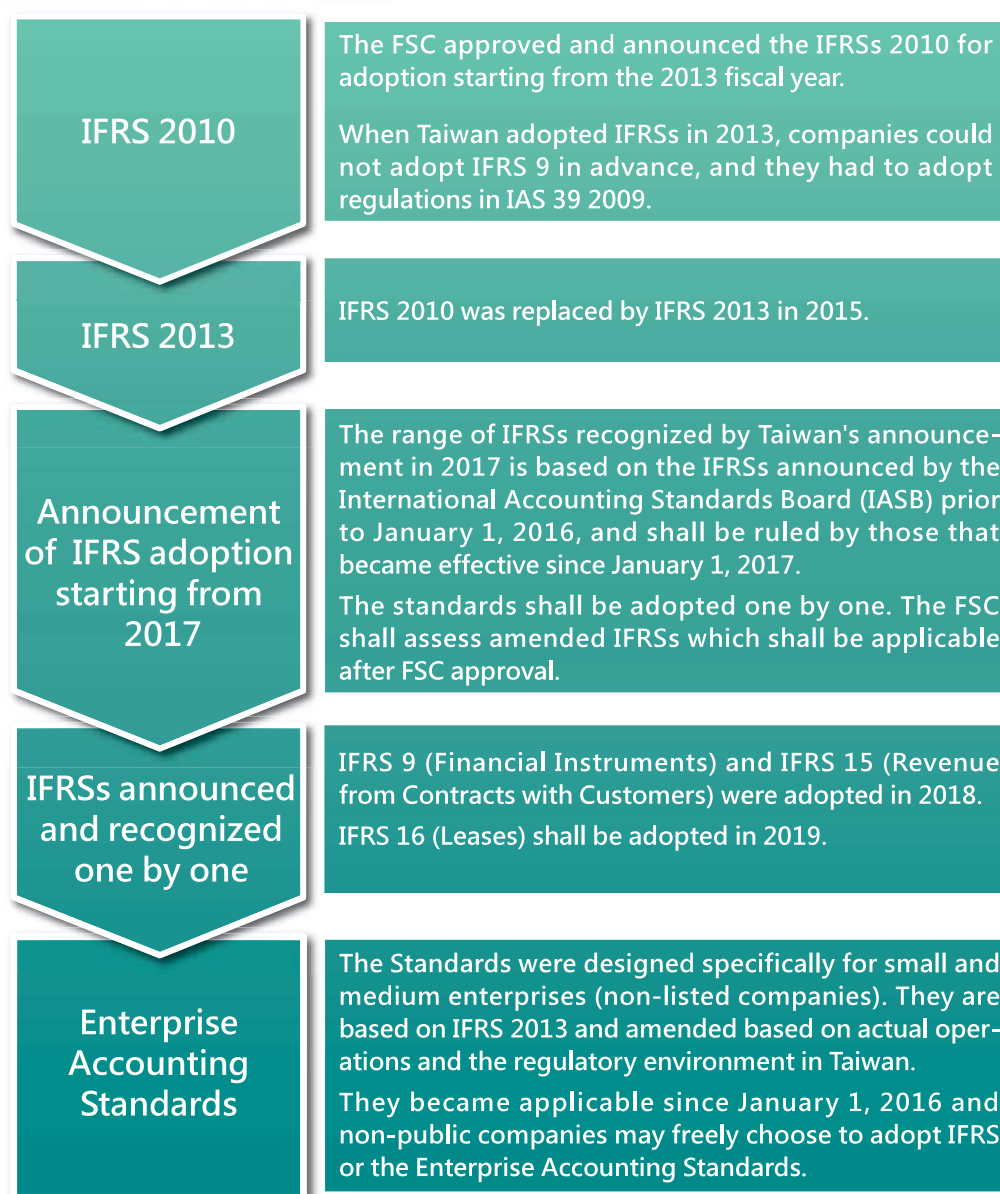 IFRS 2010
The FSC approved and announced the IFRSs 2010 for
adoption starting from the 2013 fiscal year.
When Taiwan adopted IFRSs in 2013, companies could
not adopt IFRS 9 in advance, and they had to adopt
regulations in IAS 39 2009.
IFRS 2013
IFRS 2010 was replaced by IFRS 2013 in 2015.
Announcement
of IFRS adoption
starting from
2017
The range of IFRSs recognized by Taiwan's announce-
ment in 2017 is based on the IFRSs announced by the
International Accounting Standards Board (IASB) prior
to January 1, 2016, and shall be ruled by those that
became effective since January 1, 2017.
The standards shall be adopted one by one. The FSC
shall assess amended IFRSs which shall be applicable
after FSC approval.
IFRSs announced
and recognized
one by one
IFRS 9 (Financial Instruments) and IFRS 15 (Revenue
from Contracts with Customers) were adopted in 2018.
IFRS 16 (Leases) shall be adopted in 2019.
Enterprise
Accounting
Standards
The Standards were designed specifically for small and
medium enterprises (non-listed companies). They are
based on IFRS 2013 and amended based on actual oper-
ations and the regulatory environment in Taiwan.
They became applicable since January 1, 2016 and
non-public companies may freely choose to adopt IFRS
or the Enterprise Accounting Standards.